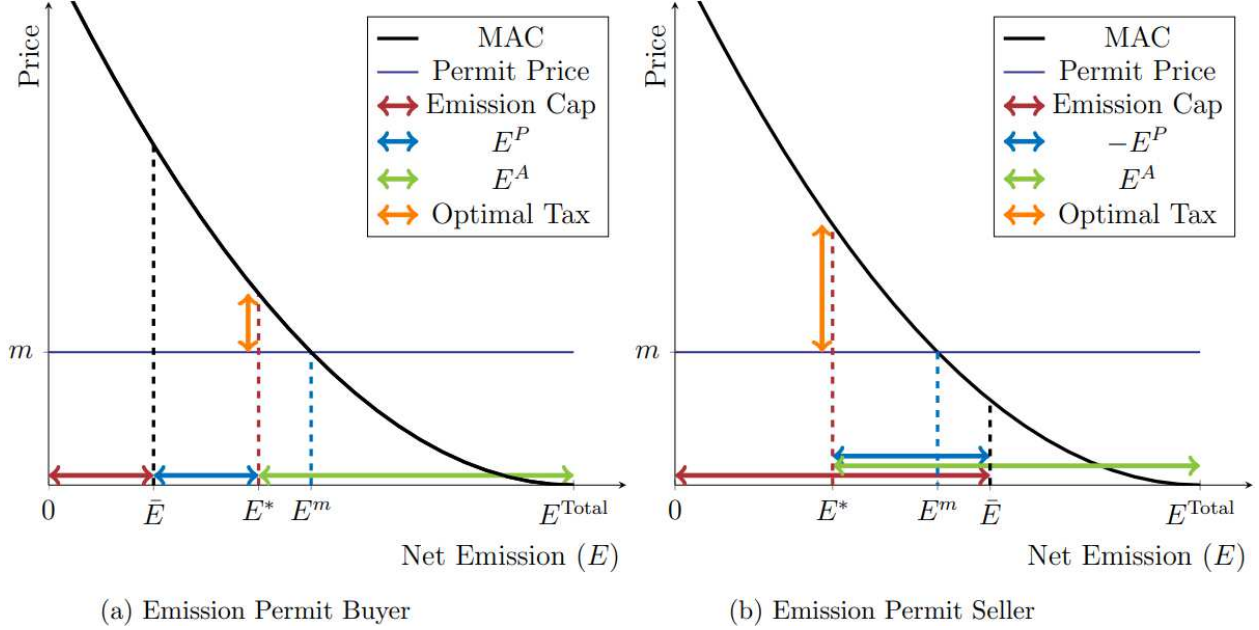 Price
MAC
Permit Price
Emission Cap
E^P
E^A
Optimal Tax
m
0
Ē
E*
E^m
E^Total
Net Emission (E)
(a) Emission Permit Buyer
Price
MAC
Permit Price
Emission Cap
−E^P
E^A
Optimal Tax
m
0
E*
E^m
Ē
E^Total
Net Emission (E)
(b) Emission Permit Seller